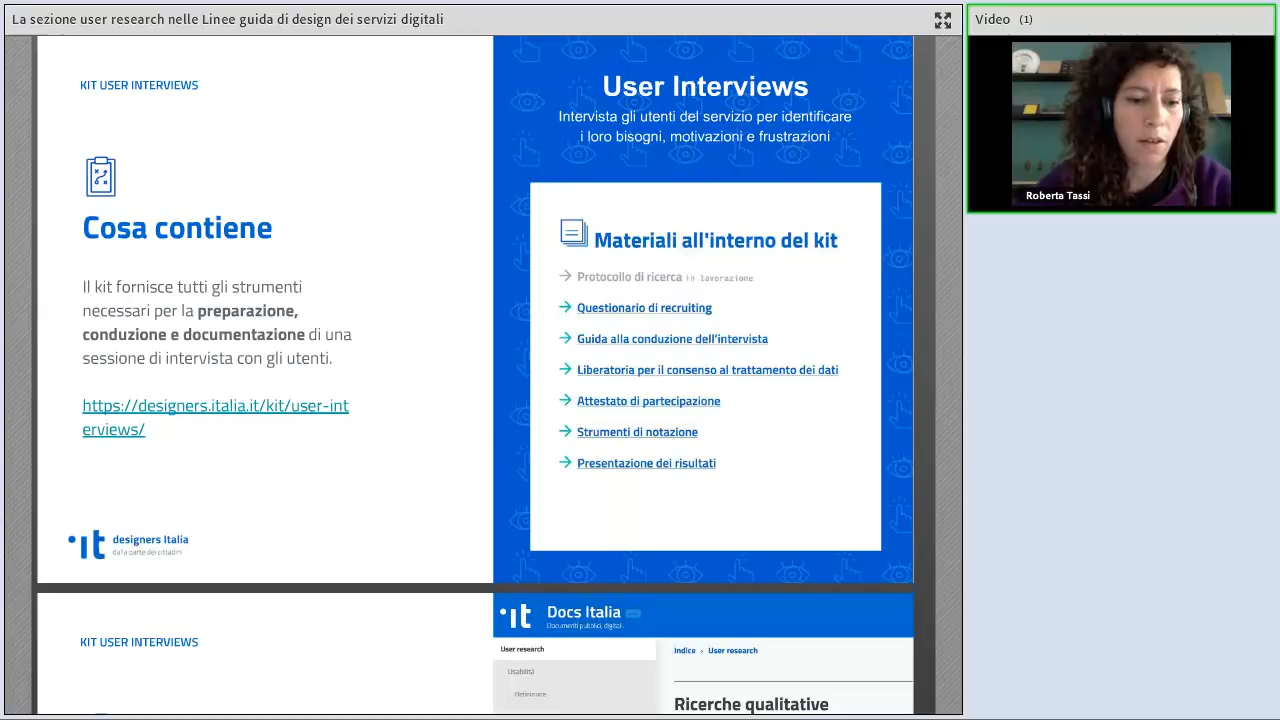 La sezione user research nelle Linee guida di design dei servizi digitali
Video (1)
Roberta Tassi
KIT USER INTERVIEWS
Cosa contiene
Il kit fornisce tutti gli strumenti
necessari per la preparazione,
conduzione e documentazione di una
sessione di intervista con gli utenti.
https://designers.italia.it/kit/user-int
erviews/
designers Italia
dalla parte dei cittadini
User Interviews
Intervista gli utenti del servizio per identificare
i loro bisogni, motivazioni e frustrazioni
Materiali all'interno del kit
Protocollo di ricerca in lavorazione
Questionario di recruiting
Guida alla conduzione dell'intervista
Liberatoria per il consenso al trattamento dei dati
Attestato di partecipazione
Strumenti di notazione
Presentazione dei risultati
KIT USER INTERVIEWS
Docs Italia
Documenti pubblici, digitali.
User research
Usabilità
Definizione
Indice › User research
Ricerche qualitative